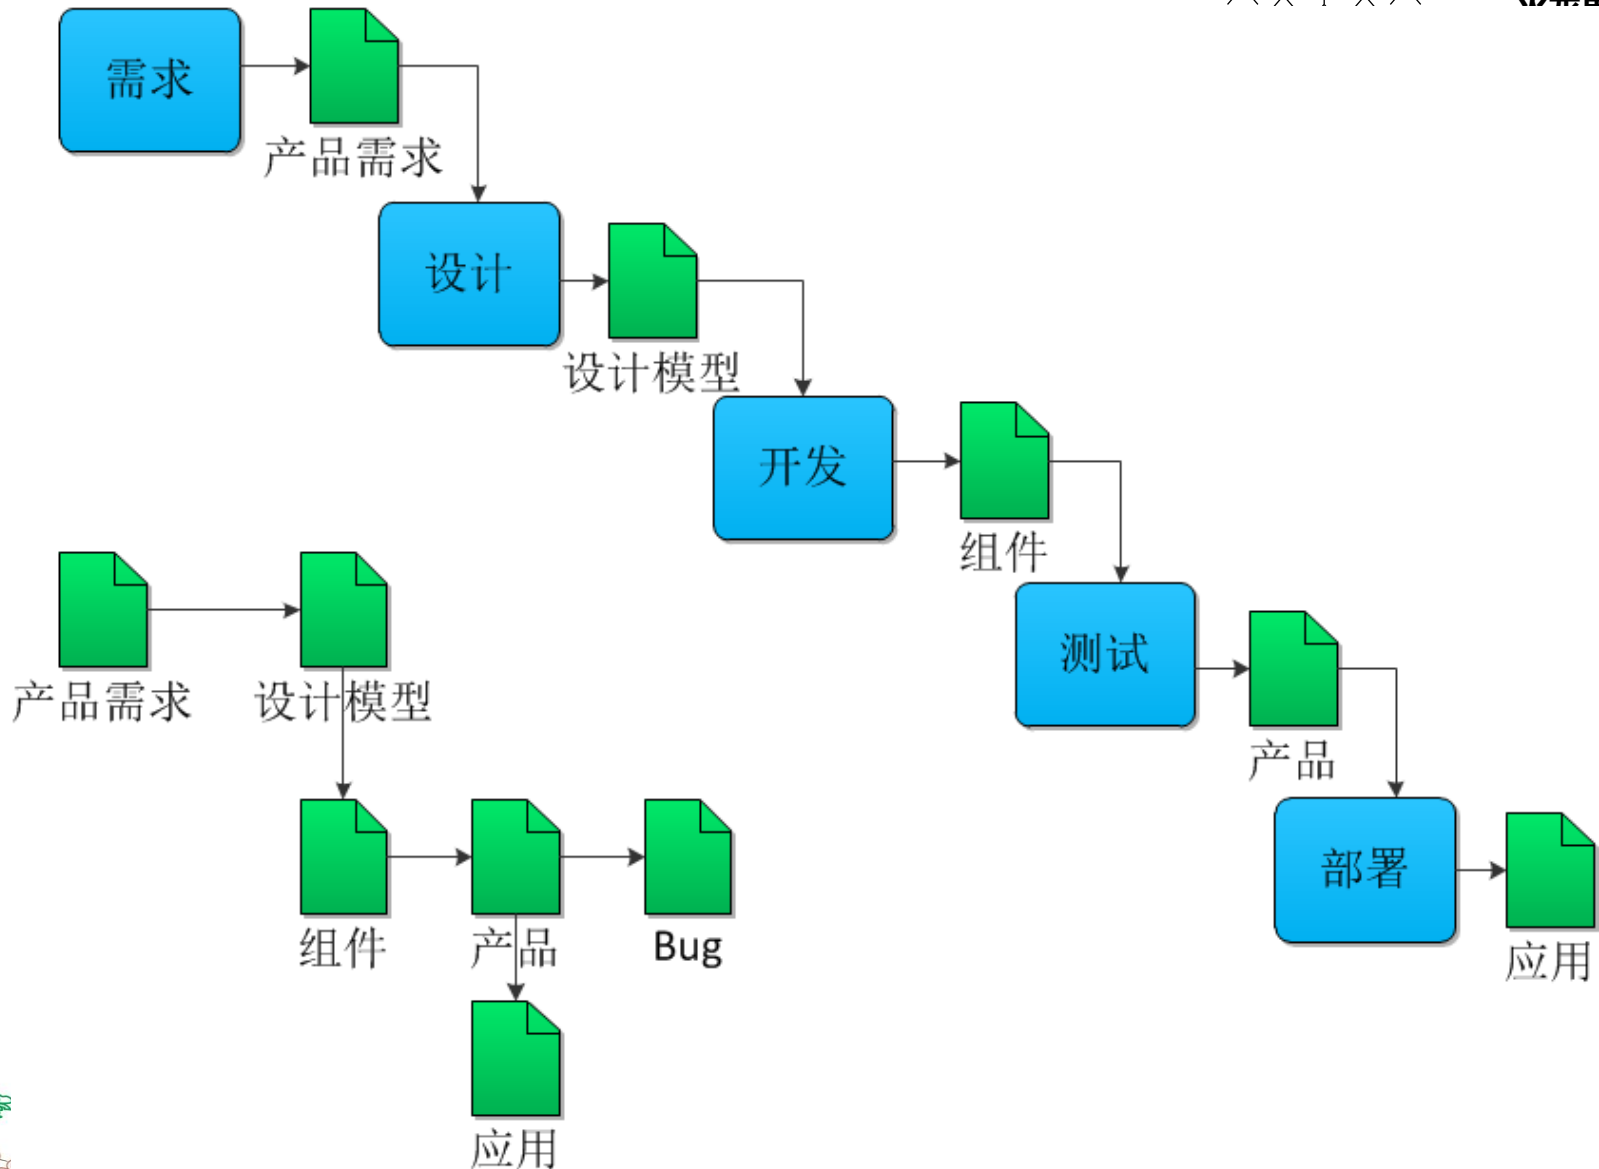 需求
产品需求
设计
设计模型
开发
组件
测试
产品
部署
应用
产品需求
设计模型
组件
产品
Bug
应用